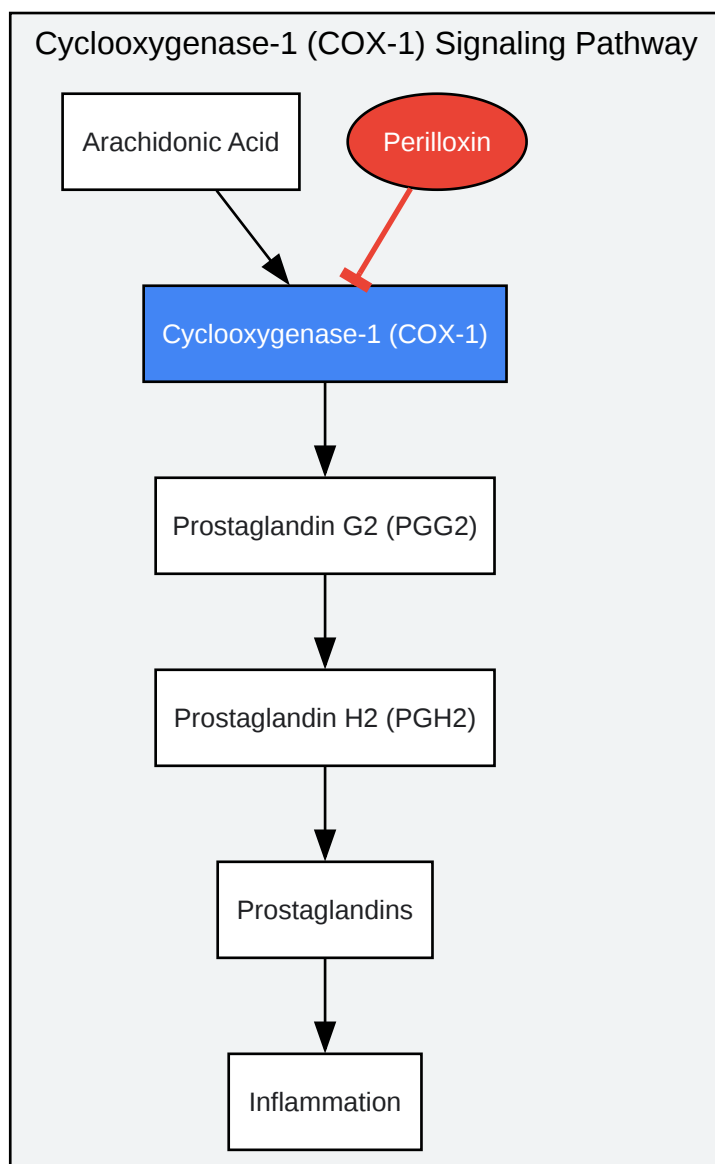 Cyclooxygenase-1 (COX-1) Signaling Pathway
Arachidonic Acid
Perilloxin
Cyclooxygenase-1 (COX-1)
Prostaglandin G2 (PGG2)
Prostaglandin H2 (PGH2)
Prostaglandins
Inflammation